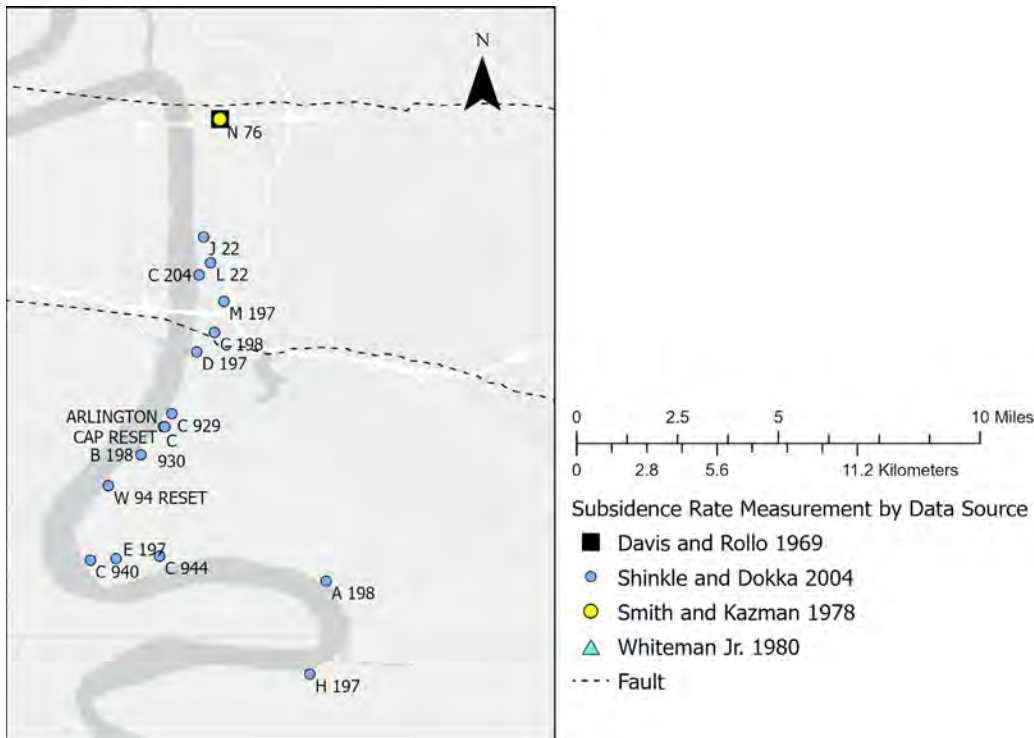 N
N 76
J 22
C 204
L 22
M 197
G 198
D 197
ARLINGTON
C 929
CAP RESET
C
B 198
930
W 94 RESET
E 197
C 940
C 944
A 198
H 197
0 2.5 5 10 Miles
0 2.8 5.6 11.2 Kilometers
Subsidence Rate Measurement by Data Source
Davis and Rollo 1969
Shinkle and Dokka 2004
Smith and Kazman 1978
Whiteman Jr. 1980
Fault